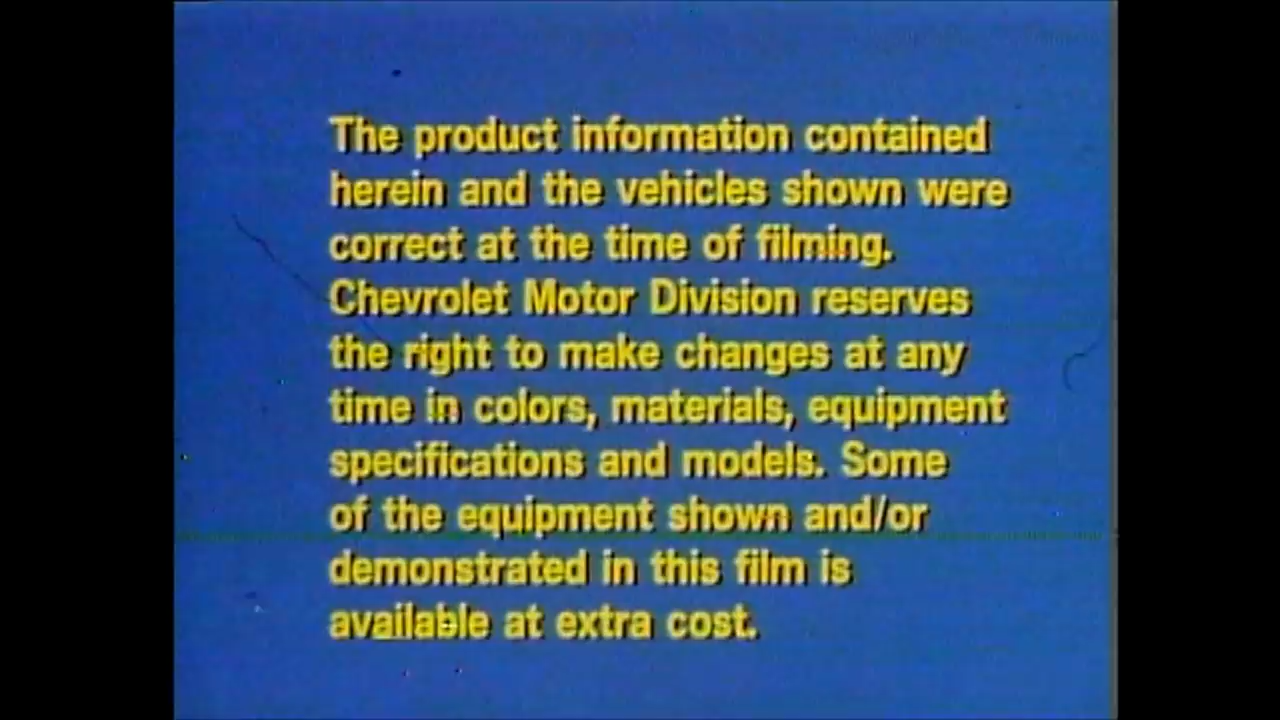 The product information contained
herein and the vehicles shown were
correct at the time of filming.
Chevrolet Motor Division reserves
the right to make changes at any
time in colors, materials, equipment
specifications and models. Some
of the equipment shown and/or
demonstrated in this film is
available at extra cost.